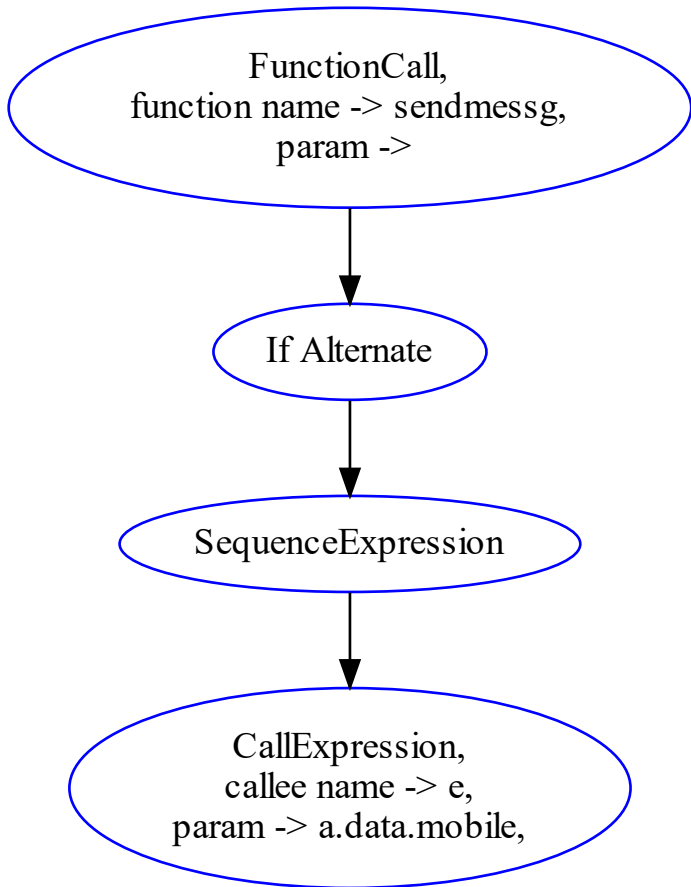 FunctionCall,
function name -> sendmessg,
param ->
If Alternate
SequenceExpression
CallExpression,
callee name -> e,
param -> a.data.mobile,